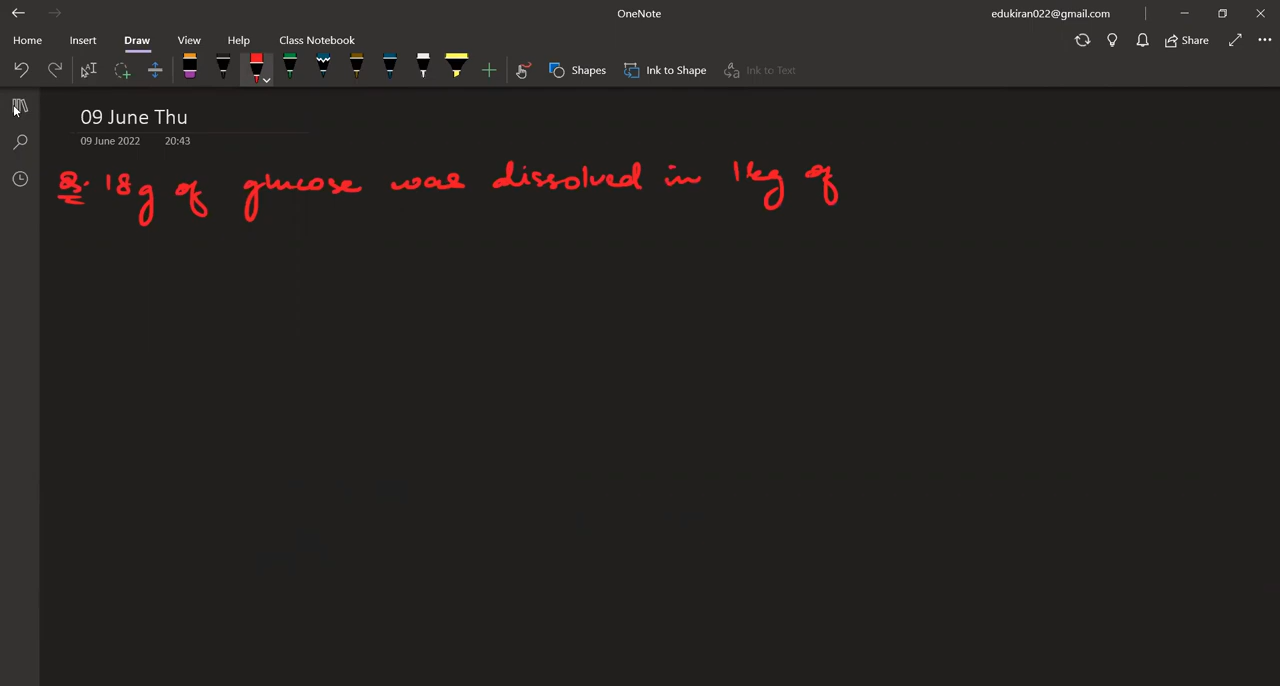 OneNote
edukiran022@gmail.com
Home Insert Draw View Help Class Notebook
Share
Shapes Ink to Shape Ink to Text
09 June Thu
09 June 2022 20:43
Q. 18g of glucose was dissolved in 1kg of